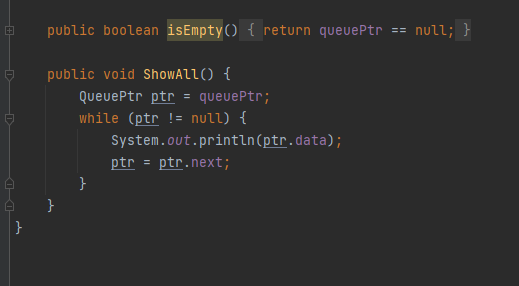 public boolean isEmpty() { return queuePtr == null; }
public void ShowAll() {
QueuePtr ptr = queuePtr;
while (ptr != null) {
System.out.println(ptr.data);
ptr = ptr.next;
}
}
}